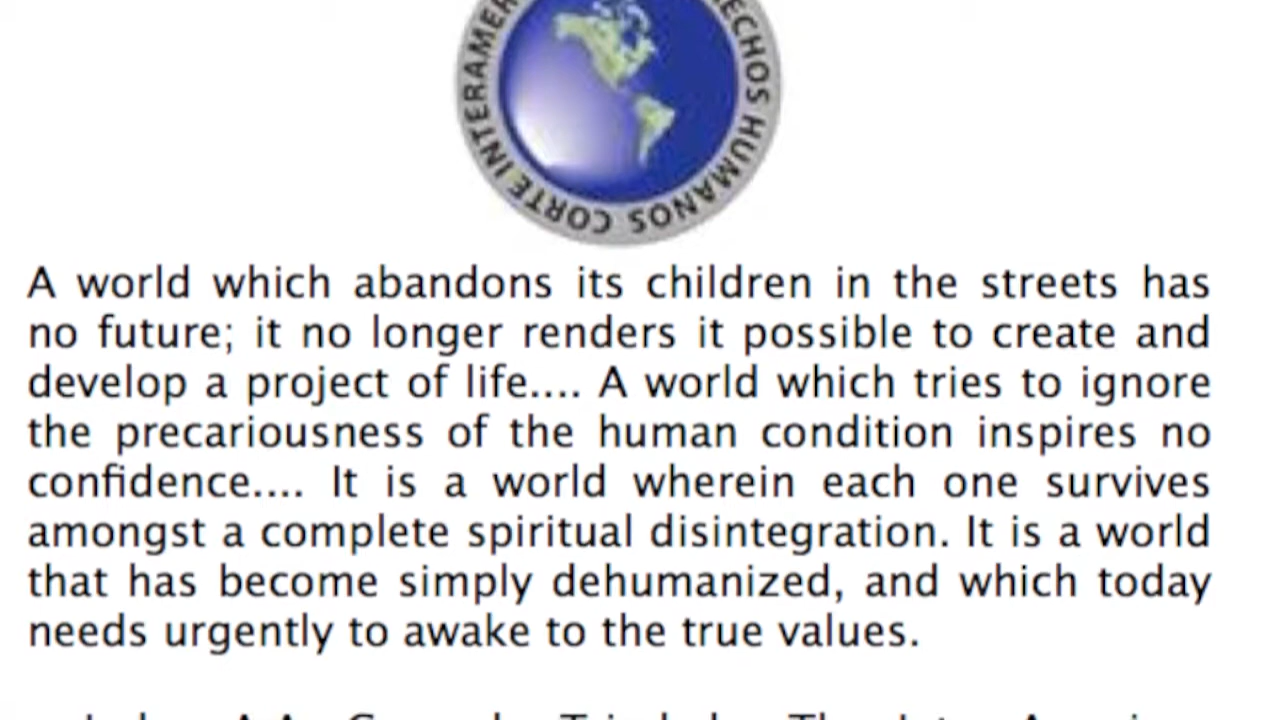 CORTE INTERAMER ECHOS HUMANOS
A world which abandons its children in the streets has
no future; it no longer renders it possible to create and
develop a project of life.... A world which tries to ignore
the precariousness of the human condition inspires no
confidence.... It is a world wherein each one survives
amongst a complete spiritual disintegration. It is a world
that has become simply dehumanized, and which today
needs urgently to awake to the true values.